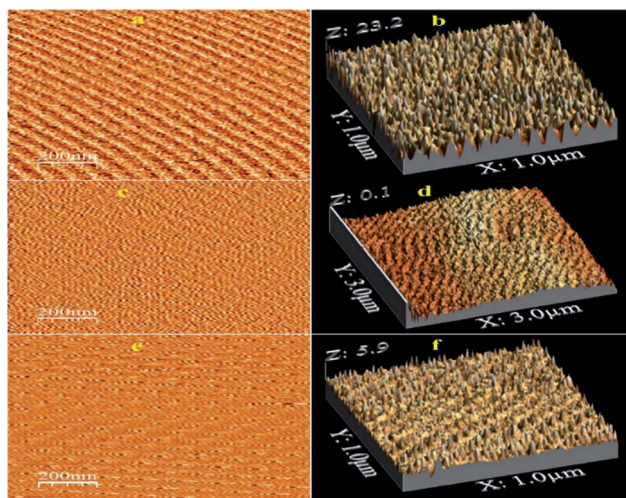 a
200nm
Z: 23.2
b
Y: 1.0µm
X: 1.0µm
c
200nm
Z: 0.1
d
Y: 3.0µm
X: 3.0µm
e
200nm
Z: 5.9
f
Y: 1.0µm
X: 1.0µm